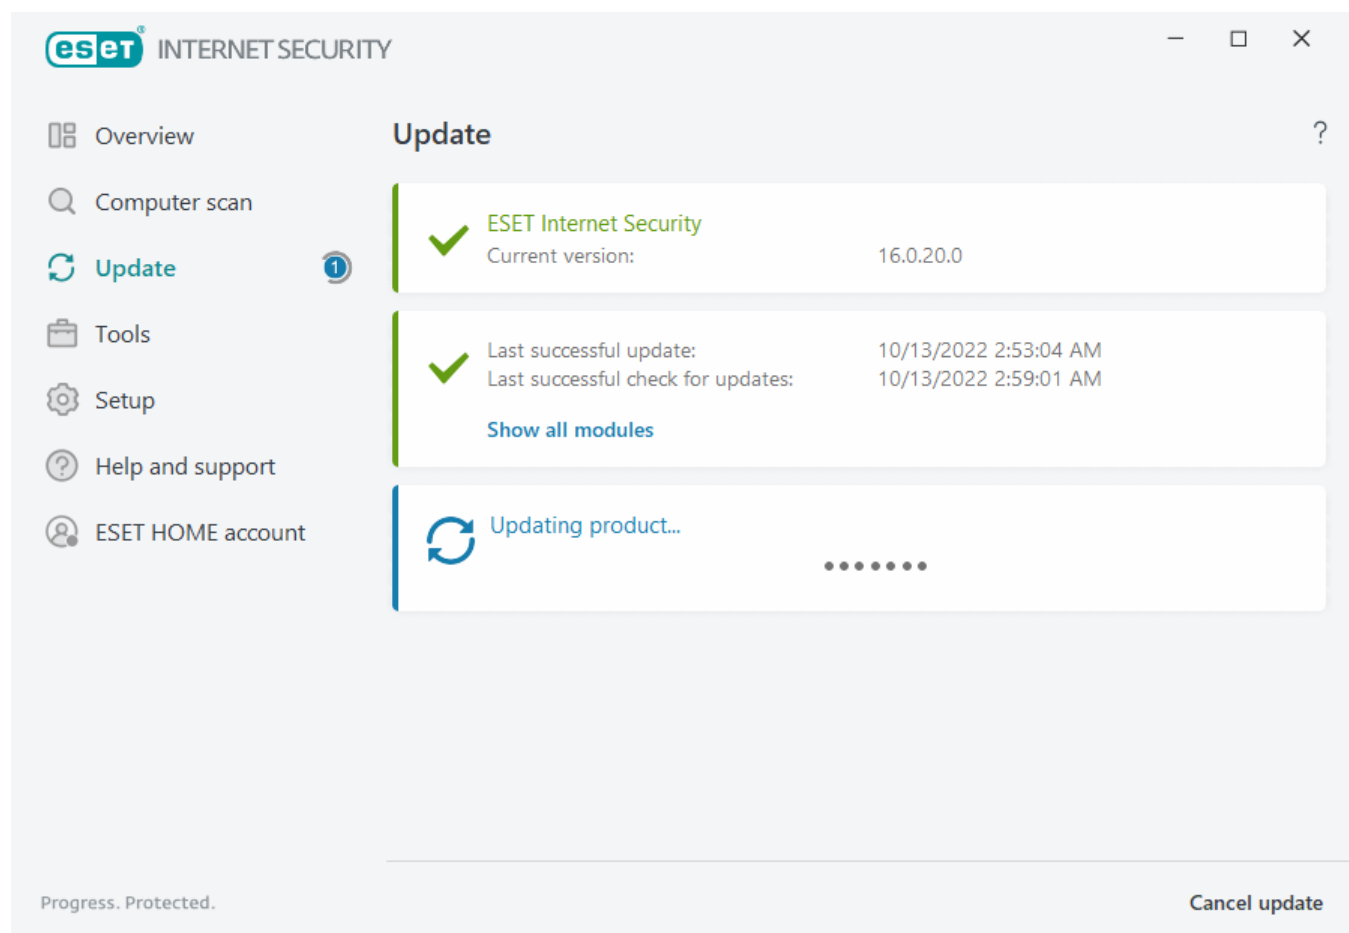 eset® INTERNET SECURITY
Overview
Computer scan
Update 1
Tools
Setup
Help and support
ESET HOME account
Update ?
ESET Internet Security
Current version: 16.0.20.0
Last successful update: 10/13/2022 2:53:04 AM
Last successful check for updates: 10/13/2022 2:59:01 AM
Show all modules
Updating product...
Progress. Protected.
Cancel update